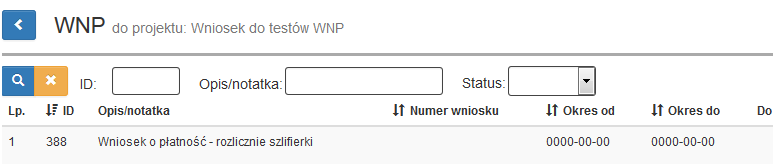 WNP do projektu: Wniosek do testów WNP
ID: Opis/notatka: Status:
Lp. ID Opis/notatka Numer wniosku Okres od Okres do Do
1 388 Wniosek o płatność - rozlicznie szlifierki 0000-00-00 0000-00-00